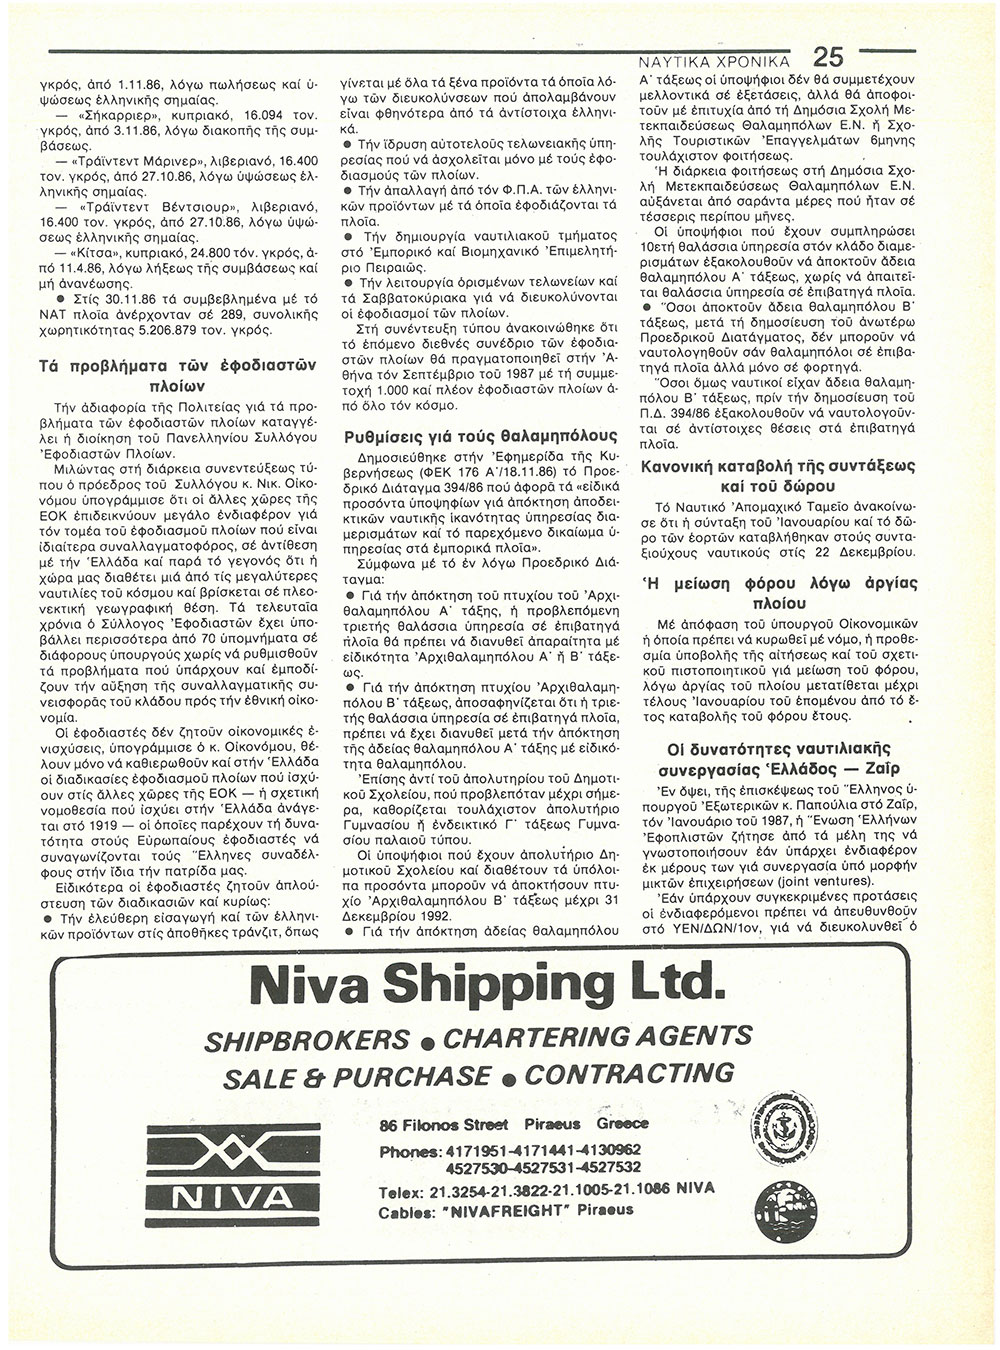 ΝΑΥΤΙΚΑ ΧΡΟΝΙΚΑ 25
γκρός, ἀπό 1.11.86, λόγω πωλήσεως καί ὑ-
ψώσεως ἑλληνικῆς σημαίας.
— «Σήκαρριερ», κυπριακό, 16.094 τον.
γκρός, ἀπό 3.11.86, λόγω διακοπῆς τῆς συμ-
βάσεως.
— «Τράϊντεντ Μάρινερ», λιβεριανό, 16.400
τον. γκρός, ἀπό 27.10.86, λόγω ὑψώσεως ἑλ-
ληνικῆς σημαίας.
— «Τράϊντεντ Βέντσιουρ», λιβεριανό,
16.400 τον. γκρός, ἀπό 27.10.86, λόγω ὑψώ-
σεως ἑλληνικῆς σημαίας.
— «Κίτσα», κυπριακό, 24.800 τόν. γκρός, ἀ-
πό 11.4.86, λόγω λήξεως τῆς συμβάσεως καί
μή ἀνανέωσης.
● Στίς 30.11.86 τά συμβεβλημένα μέ τό
ΝΑΤ πλοῖα ἀνέρχονταν σέ 289, συνολικῆς
χωρητικότητας 5.206.879 τον. γκρός.
Τά προβλήματα τῶν ἐφοδιαστῶν
πλοίων
Τήν ἀδιαφορία τῆς Πολιτείας γιά τά προ-
βλήματα τῶν ἐφοδιαστῶν πλοίων καταγγέ-
λει ἡ διοίκηση τοῦ Πανελληνίου Συλλόγου
Ἐφοδιαστῶν Πλοίων.
Μιλώντας στή διάρκεια συνεντεύξεως τύ-
που ὁ πρόεδρος τοῦ Συλλόγου κ. Νικ. Οἰκο-
νόμου ὑπογράμμισε ὅτι οἱ ἄλλες χῶρες τῆς
ΕΟΚ ἐπιδεικνύουν μεγάλο ἐνδιαφέρον γιά
τόν τομέα τοῦ ἐφοδιασμοῦ πλοίων πού εἶναι
ἰδιαίτερα συναλλαγματοφόρος, σέ ἀντίθεση
μέ τήν Ἑλλάδα καί παρά τό γεγονός ὅτι ἡ
χώρα μας διαθέτει μιά ἀπό τίς μεγαλύτερες
ναυτιλίες τοῦ κόσμου καί βρίσκεται σέ πλεο-
νεκτική γεωγραφική θέση. Τά τελευταῖα
χρόνια ὁ Σύλλογος Ἐφοδιαστῶν ἔχει ὑπο-
βάλλει περισσότερα ἀπό 70 ὑπομνήματα σέ
διάφορους ὑπουργούς χωρίς νά ρυθμισθοῦν
τά προβλήματα πού ὑπάρχουν καί ἐμποδί-
ζουν τήν αὔξηση τῆς συναλλαγματικῆς συ-
νεισφορᾶς τοῦ κλάδου πρός τήν ἐθνική οἰκο-
νομία.
Οἱ ἐφοδιαστές δέν ζητοῦν οἰκονομικές ἐ-
νισχύσεις, ὑπογράμμισε ὁ κ. Οἰκονόμου, θέ-
λουν μόνο νά καθιερωθοῦν καί στήν Ἑλλάδα
οἱ διαδικασίες ἐφοδιασμοῦ πλοίων πού ἰσχύ-
ουν στίς ἄλλες χῶρες τῆς ΕΟΚ — ἡ σχετική
νομοθεσία πού ἰσχύει στήν Ἑλλάδα ἀνάγε-
ται στό 1919 — οἱ ὁποῖες παρέχουν τή δυνα-
τότητα στούς Εὐρωπαίους ἐφοδιαστές νά
συναγωνίζονται τούς Ἕλληνες συναδέλ-
φους στήν ἴδια τήν πατρίδα μας.
Εἰδικότερα οἱ ἐφοδιαστές ζητοῦν ἁπλού-
στευση τῶν διαδικασιῶν καί κυρίως:
● Τήν ἐλεύθερη εἰσαγωγή καί τῶν ἑλληνι-
κῶν προϊόντων στίς ἀποθῆκες τράνζιτ, ὅπως
γίνεται μέ ὅλα τά ξένα προϊόντα τά ὁποῖα λό-
γω τῶν διευκολύνσεων πού ἀπολαμβάνουν
εἶναι φθηνότερα ἀπό τά ἀντίστοιχα ἑλληνι-
κά.
● Τήν ἵδρυση αὐτοτελοῦς τελωνειακῆς ὑπη-
ρεσίας πού νά ἀσχολεῖται μόνο μέ τούς ἐφο-
διασμούς τῶν πλοίων.
● Τήν ἀπαλλαγή ἀπό τόν Φ.Π.Α. τῶν ἑλληνι-
κῶν προϊόντων μέ τά ὁποῖα ἐφοδιάζονται τά
πλοῖα.
● Τήν δημιουργία ναυτιλιακοῦ τμήματος
στό Ἐμπορικό καί Βιομηχανικό Ἐπιμελητή-
ριο Πειραιῶς.
● Τήν λειτουργία ὁρισμένων τελωνείων καί
τά Σαββατοκύριακα γιά νά διευκολύνονται
οἱ ἐφοδιασμοί τῶν πλοίων.
Στή συνέντευξη τύπου ἀνακοινώθηκε ὅτι
τό ἑπόμενο διεθνές συνέδριο τῶν ἐφοδια-
στῶν πλοίων θά πραγματοποιηθεῖ στήν Ἀ-
θήνα τόν Σεπτέμβριο τοῦ 1987 μέ τή συμμε-
τοχή 1.000 καί πλέον ἐφοδιαστῶν πλοίων ἀ-
πό ὅλο τόν κόσμο.
Ρυθμίσεις γιά τούς θαλαμηπόλους
Δημοσιεύθηκε στήν Ἐφημερίδα τῆς Κυ-
βερνήσεως (ΦΕΚ 176 Α΄/18.11.86) τό Προε-
δρικό Διάταγμα 394/86 πού ἀφορᾶ τά «εἰδικά
προσόντα ὑποψηφίων γιά ἀπόκτηση ἀποδει-
κτικῶν ναυτικῆς ἱκανότητας ὑπηρεσίας δια-
μερισμάτων καί τό παρεχόμενο δικαίωμα ὑ-
πηρεσίας στά ἐμπορικά πλοῖα».
Σύμφωνα μέ τό ἐν λόγω Προεδρικό Διά-
ταγμα:
● Γιά τήν ἀπόκτηση τοῦ πτυχίου τοῦ Ἀρχι-
θαλαμηπόλου Α΄ τάξης, ἡ προβλεπόμενη
τριετής θαλάσσια ὑπηρεσία σέ ἐπιβατηγά
πλοῖα θά πρέπει νά διανυθεῖ ἀπαραίτητα μέ
εἰδικότητα Ἀρχιθαλαμηπόλου Α΄ ἤ Β΄ τάξε-
ως.
● Γιά τήν ἀπόκτηση πτυχίου Ἀρχιθαλαμη-
πόλου Β΄ τάξεως, ἀποσαφηνίζεται ὅτι ἡ τριε-
τής θαλάσσια ὑπηρεσία σέ ἐπιβατηγά πλοῖα,
πρέπει νά ἔχει διανυθεῖ μετά τήν ἀπόκτηση
τῆς ἀδείας θαλαμηπόλου Α΄ τάξης μέ εἰδικό-
τητα θαλαμηπόλου.
Ἐπίσης ἀντί τοῦ ἀπολυτηρίου τοῦ Δημοτι-
κοῦ Σχολείου, πού προβλεπόταν μέχρι σήμε-
ρα, καθορίζεται τουλάχιστον ἀπολυτήριο
Γυμνασίου ἤ ἐνδεικτικό Γ΄ τάξεως Γυμνα-
σίου παλαιοῦ τύπου.
Οἱ ὑποψήφιοι πού ἔχουν ἀπολυτήριο Δη-
μοτικοῦ Σχολείου καί διαθέτουν τά ὑπόλοι-
πα προσόντα μποροῦν νά ἀποκτήσουν πτυ-
χίο Ἀρχιθαλαμηπόλου Β΄ τάξεως μέχρι 31
Δεκεμβρίου 1992.
● Γιά τήν ἀπόκτηση ἀδείας θαλαμηπόλου
Α΄ τάξεως οἱ ὑποψήφιοι δέν θά συμμετέχουν
μελλοντικά σέ ἐξετάσεις, ἀλλά θά ἀποφοι-
τοῦν μέ ἐπιτυχία ἀπό τή Δημόσια Σχολή Με-
τεκπαιδεύσεως Θαλαμηπόλων Ε.Ν. ἤ Σχο-
λῆς Τουριστικῶν Ἐπαγγελμάτων 6μηνης
τουλάχιστον φοιτήσεως.
Ἡ διάρκεια φοιτήσεως στή Δημόσια Σχο-
λή Μετεκπαιδεύσεως Θαλαμηπόλων Ε.Ν.
αὐξάνεται ἀπό σαράντα μέρες πού ἦταν σέ
τέσσερις περίπου μῆνες.
Οἱ ὑποψήφιοι πού ἔχουν συμπληρώσει
10ετή θαλάσσια ὑπηρεσία στόν κλάδο διαμε-
ρισμάτων ἐξακολουθοῦν νά ἀποκτοῦν ἄδεια
θαλαμηπόλου Α΄ τάξεως, χωρίς νά ἀπαιτεῖ-
ται θαλάσσια ὑπηρεσία σέ ἐπιβατηγά πλοῖα.
● Ὅσοι ἀποκτοῦν ἄδεια θαλαμηπόλου Β΄
τάξεως, μετά τή δημοσίευση τοῦ ἀνωτέρω
Προεδρικοῦ Διατάγματος, δέν μποροῦν νά
ναυτολογηθοῦν σάν θαλαμηπόλοι σέ ἐπιβα-
τηγά πλοῖα ἀλλά μόνο σέ φορτηγά.
Ὅσοι ὅμως ναυτικοί εἶχαν ἄδεια θαλαμη-
πόλου Β΄ τάξεως, πρίν τήν δημοσίευση τοῦ
Π.Δ. 394/86 ἐξακολουθοῦν νά ναυτολογοῦν-
ται σέ ἀντίστοιχες θέσεις στά ἐπιβατηγά
πλοῖα.
Κανονική καταβολή τῆς συντάξεως
καί τοῦ δώρου
Τό Ναυτικό Ἀπομαχικό Ταμεῖο ἀνακοίνω-
σε ὅτι ἡ σύνταξη τοῦ Ἰανουαρίου καί τό δῶ-
ρο τῶν ἑορτῶν καταβλήθηκαν στούς συντα-
ξιούχους ναυτικούς στίς 22 Δεκεμβρίου.
Ἡ μείωση φόρου λόγω ἀργίας
πλοίου
Μέ ἀπόφαση τοῦ ὑπουργοῦ Οἰκονομικῶν
ἡ ὁποία πρέπει νά κυρωθεῖ μέ νόμο, ἡ προθε-
σμία ὑποβολῆς τῆς αἰτήσεως καί τοῦ σχετι-
κοῦ πιστοποιητικοῦ γιά μείωση τοῦ φόρου,
λόγω ἀργίας τοῦ πλοίου μετατίθεται μέχρι
τέλους Ἰανουαρίου τοῦ ἑπομένου ἀπό τό ἔ-
τος καταβολῆς τοῦ φόρου ἔτους.
Οἱ δυνατότητες ναυτιλιακῆς
συνεργασίας Ἑλλάδος — Ζαΐρ
Ἐν ὄψει, τῆς ἐπισκέψεως τοῦ Ἕλληνος ὑ-
πουργοῦ Ἐξωτερικῶν κ. Παπούλια στό Ζαΐρ,
τόν Ἰανουάριο τοῦ 1987, ἡ Ἕνωση Ἑλλήνων
Ἐφοπλιστῶν ζήτησε ἀπό τά μέλη της νά
γνωστοποιήσουν ἐάν ὑπάρχει ἐνδιαφέρον
ἐκ μέρους των γιά συνεργασία ὑπό μορφήν
μικτῶν ἐπιχειρήσεων (joint ventures).
Ἐάν ὑπάρχουν συγκεκριμένες προτάσεις
οἱ ἐνδιαφερόμενοι πρέπει νά ἀπευθυνθοῦν
στό ΥΕΝ/ΔΩΝ/1ον, γιά νά διευκολυνθεῖ ὁ
Niva Shipping Ltd.
SHIPBROKERS ● CHARTERING AGENTS
SALE & PURCHASE ● CONTRACTING
86 Filonos Street Piraeus Greece
Phones: 4171951-4171441-4130962
4527530-4527531-4527532
Telex: 21.3254-21.3822-21.1005-21.1086 NIVA
Cables: "NIVAFREIGHT" Piraeus
NIVA